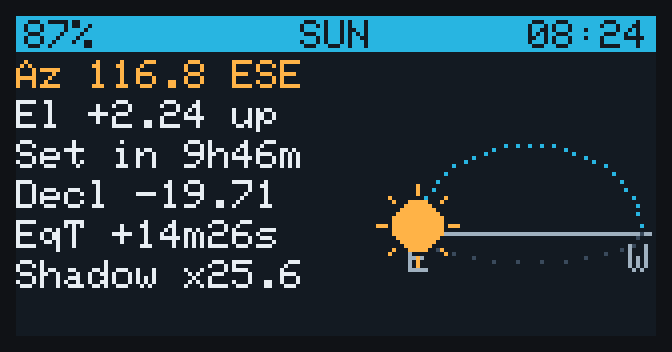 87% SUN 08:24
Az 116.8 ESE
El +2.24 up
Set in 9h46m
Decl -19.71
EqT +14m26s
Shadow x25.6
E W